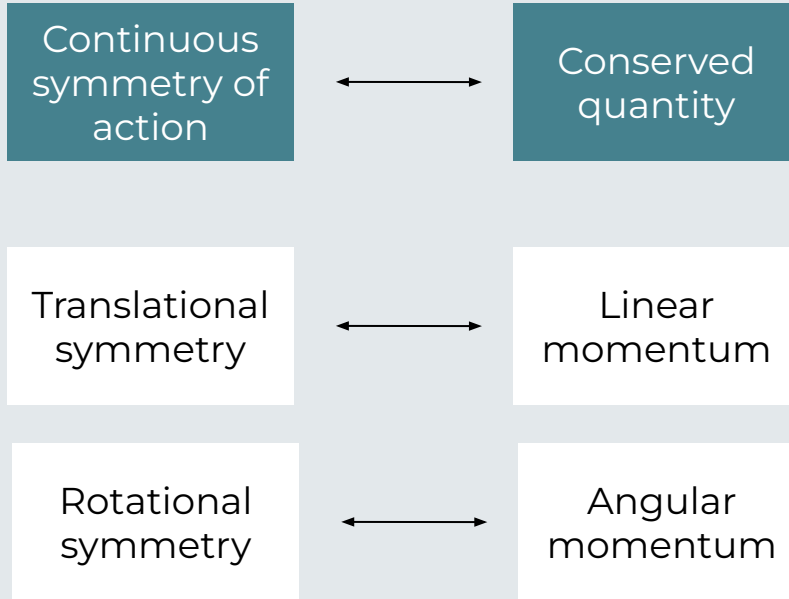 Continuous
symmetry of
action
Conserved
quantity
Translational
symmetry
Linear
momentum
Rotational
symmetry
Angular
momentum